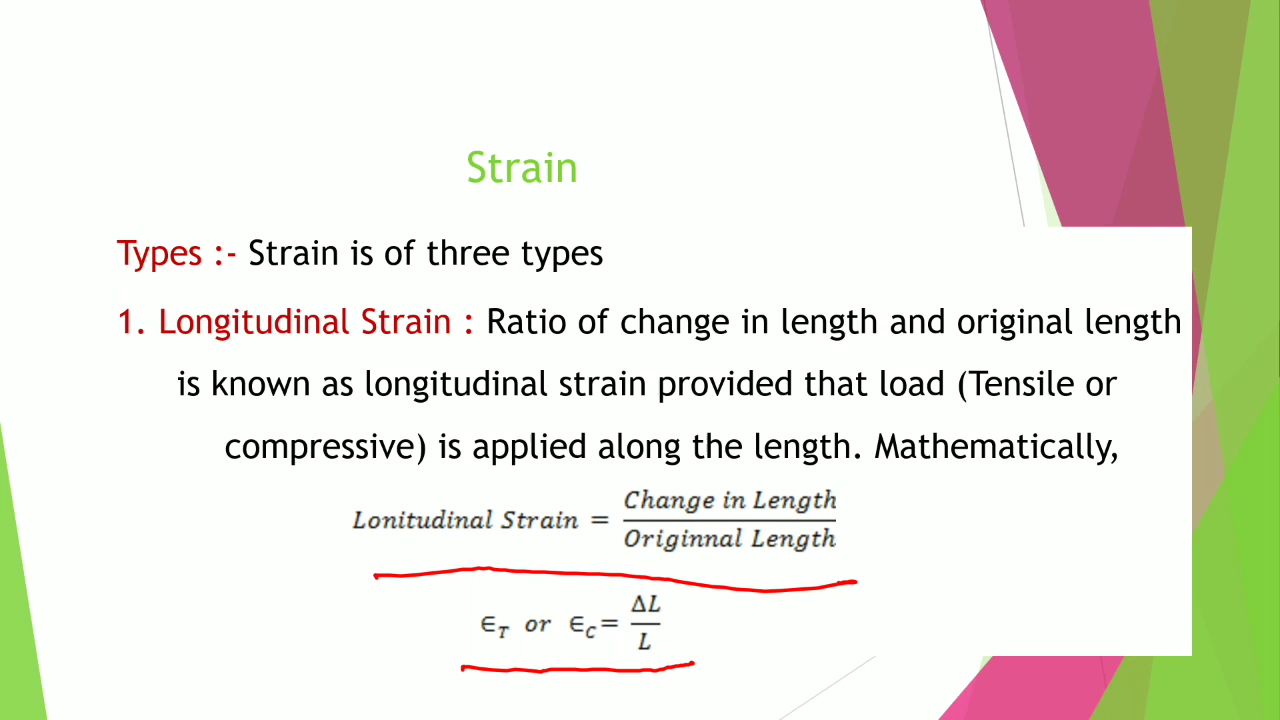 Strain
Types :- Strain is of three types
1. Longitudinal Strain : Ratio of change in length and original length
is known as longitudinal strain provided that load (Tensile or
compressive) is applied along the length. Mathematically,
Lonitudinal Strain = Change in Length / Originnal Length
∈T or ∈C= ΔL / L